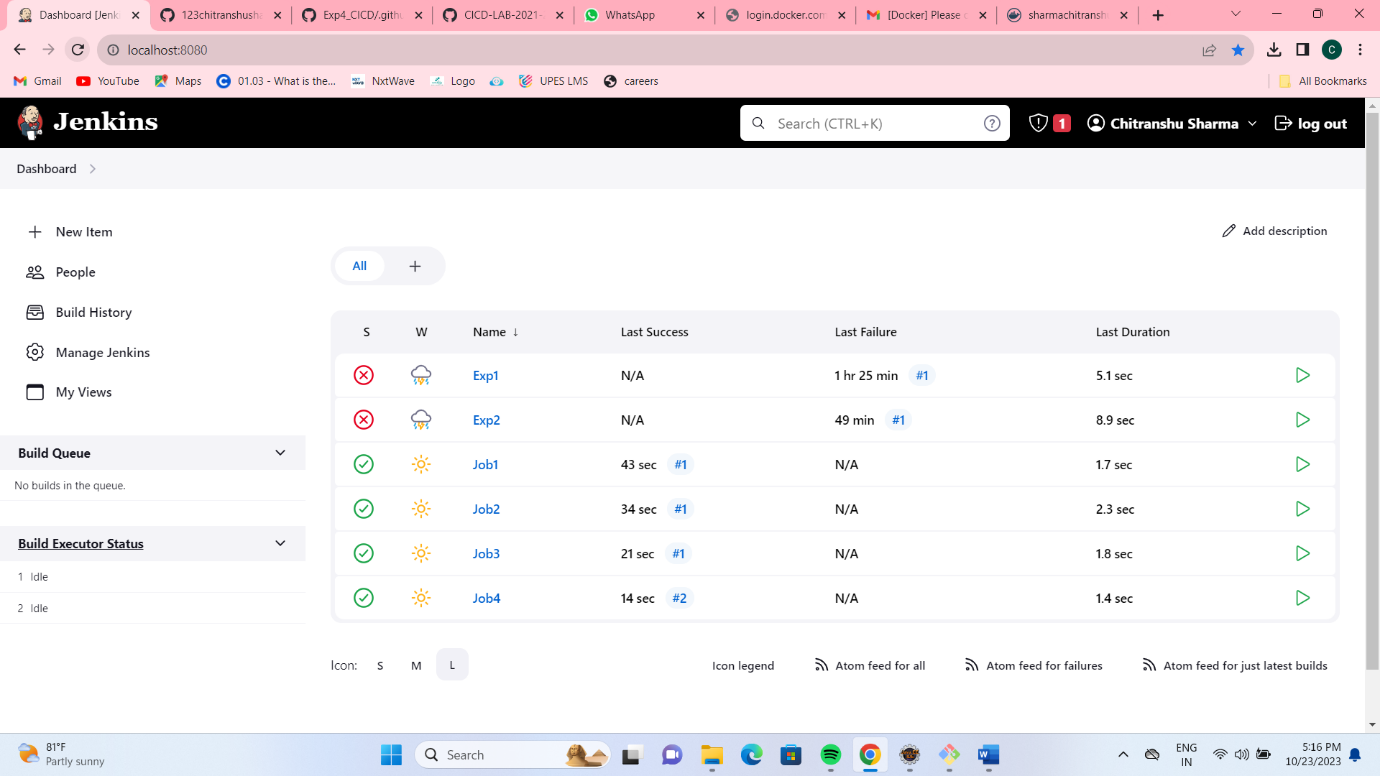 Dashboard [Jenki
123chitranshusha
Exp4_CICD/.githu
CICD-LAB-2021-
WhatsApp
login.docker.com
[Docker] Please c
sharmachitransh
localhost:8080
C
Gmail
YouTube
Maps
01.03 - What is the...
NxtWave
Logo
UPES LMS
careers
All Bookmarks
Jenkins
Search (CTRL+K)
1
Chitranshu Sharma
log out
Dashboard
New Item
People
Build History
Manage Jenkins
My Views
Build Queue
No builds in the queue.
Build Executor Status
1 Idle
2 Idle
Add description
All +
S W Name ↓ Last Success Last Failure Last Duration
Exp1 N/A 1 hr 25 min #1 5.1 sec
Exp2 N/A 49 min #1 8.9 sec
Job1 43 sec #1 N/A 1.7 sec
Job2 34 sec #1 N/A 2.3 sec
Job3 21 sec #1 N/A 1.8 sec
Job4 14 sec #2 N/A 1.4 sec
Icon: S M L
Icon legend
Atom feed for all
Atom feed for failures
Atom feed for just latest builds
81°F
Partly sunny
Search
ENG
IN
5:16 PM
10/23/2023